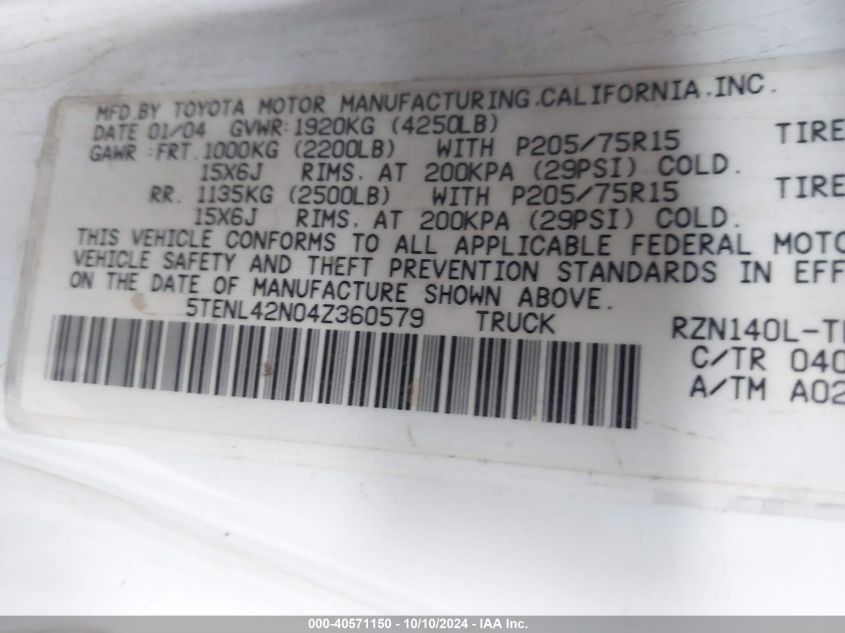 MFD.BY TOYOTA MOTOR MANUFACTURING.CALIFORNIA.INC.
DATE 01/04 GVWR:1920KG (4250LB)
GAWR :FRT.1000KG (2200LB) WITH P205/75R15 TIRE
15X6J RIMS, AT 200KPA (29PSI) COLD.
RR. 1135KG (2500LB) WITH P205/75R15 TIRE
15X6J RIMS, AT 200KPA (29PSI) COLD.
THIS VEHICLE CONFORMS TO ALL APPLICABLE FEDERAL MOTO
VEHICLE SAFETY AND THEFT PREVENTION STANDARDS IN EFF
ON THE DATE OF MANUFACTURE SHOWN ABOVE.
5TENL42N04Z360579 TRUCK RZN140L-T
C/TR 040
A/TM A02
000-40571150 - 10/10/2024 - IAA Inc.